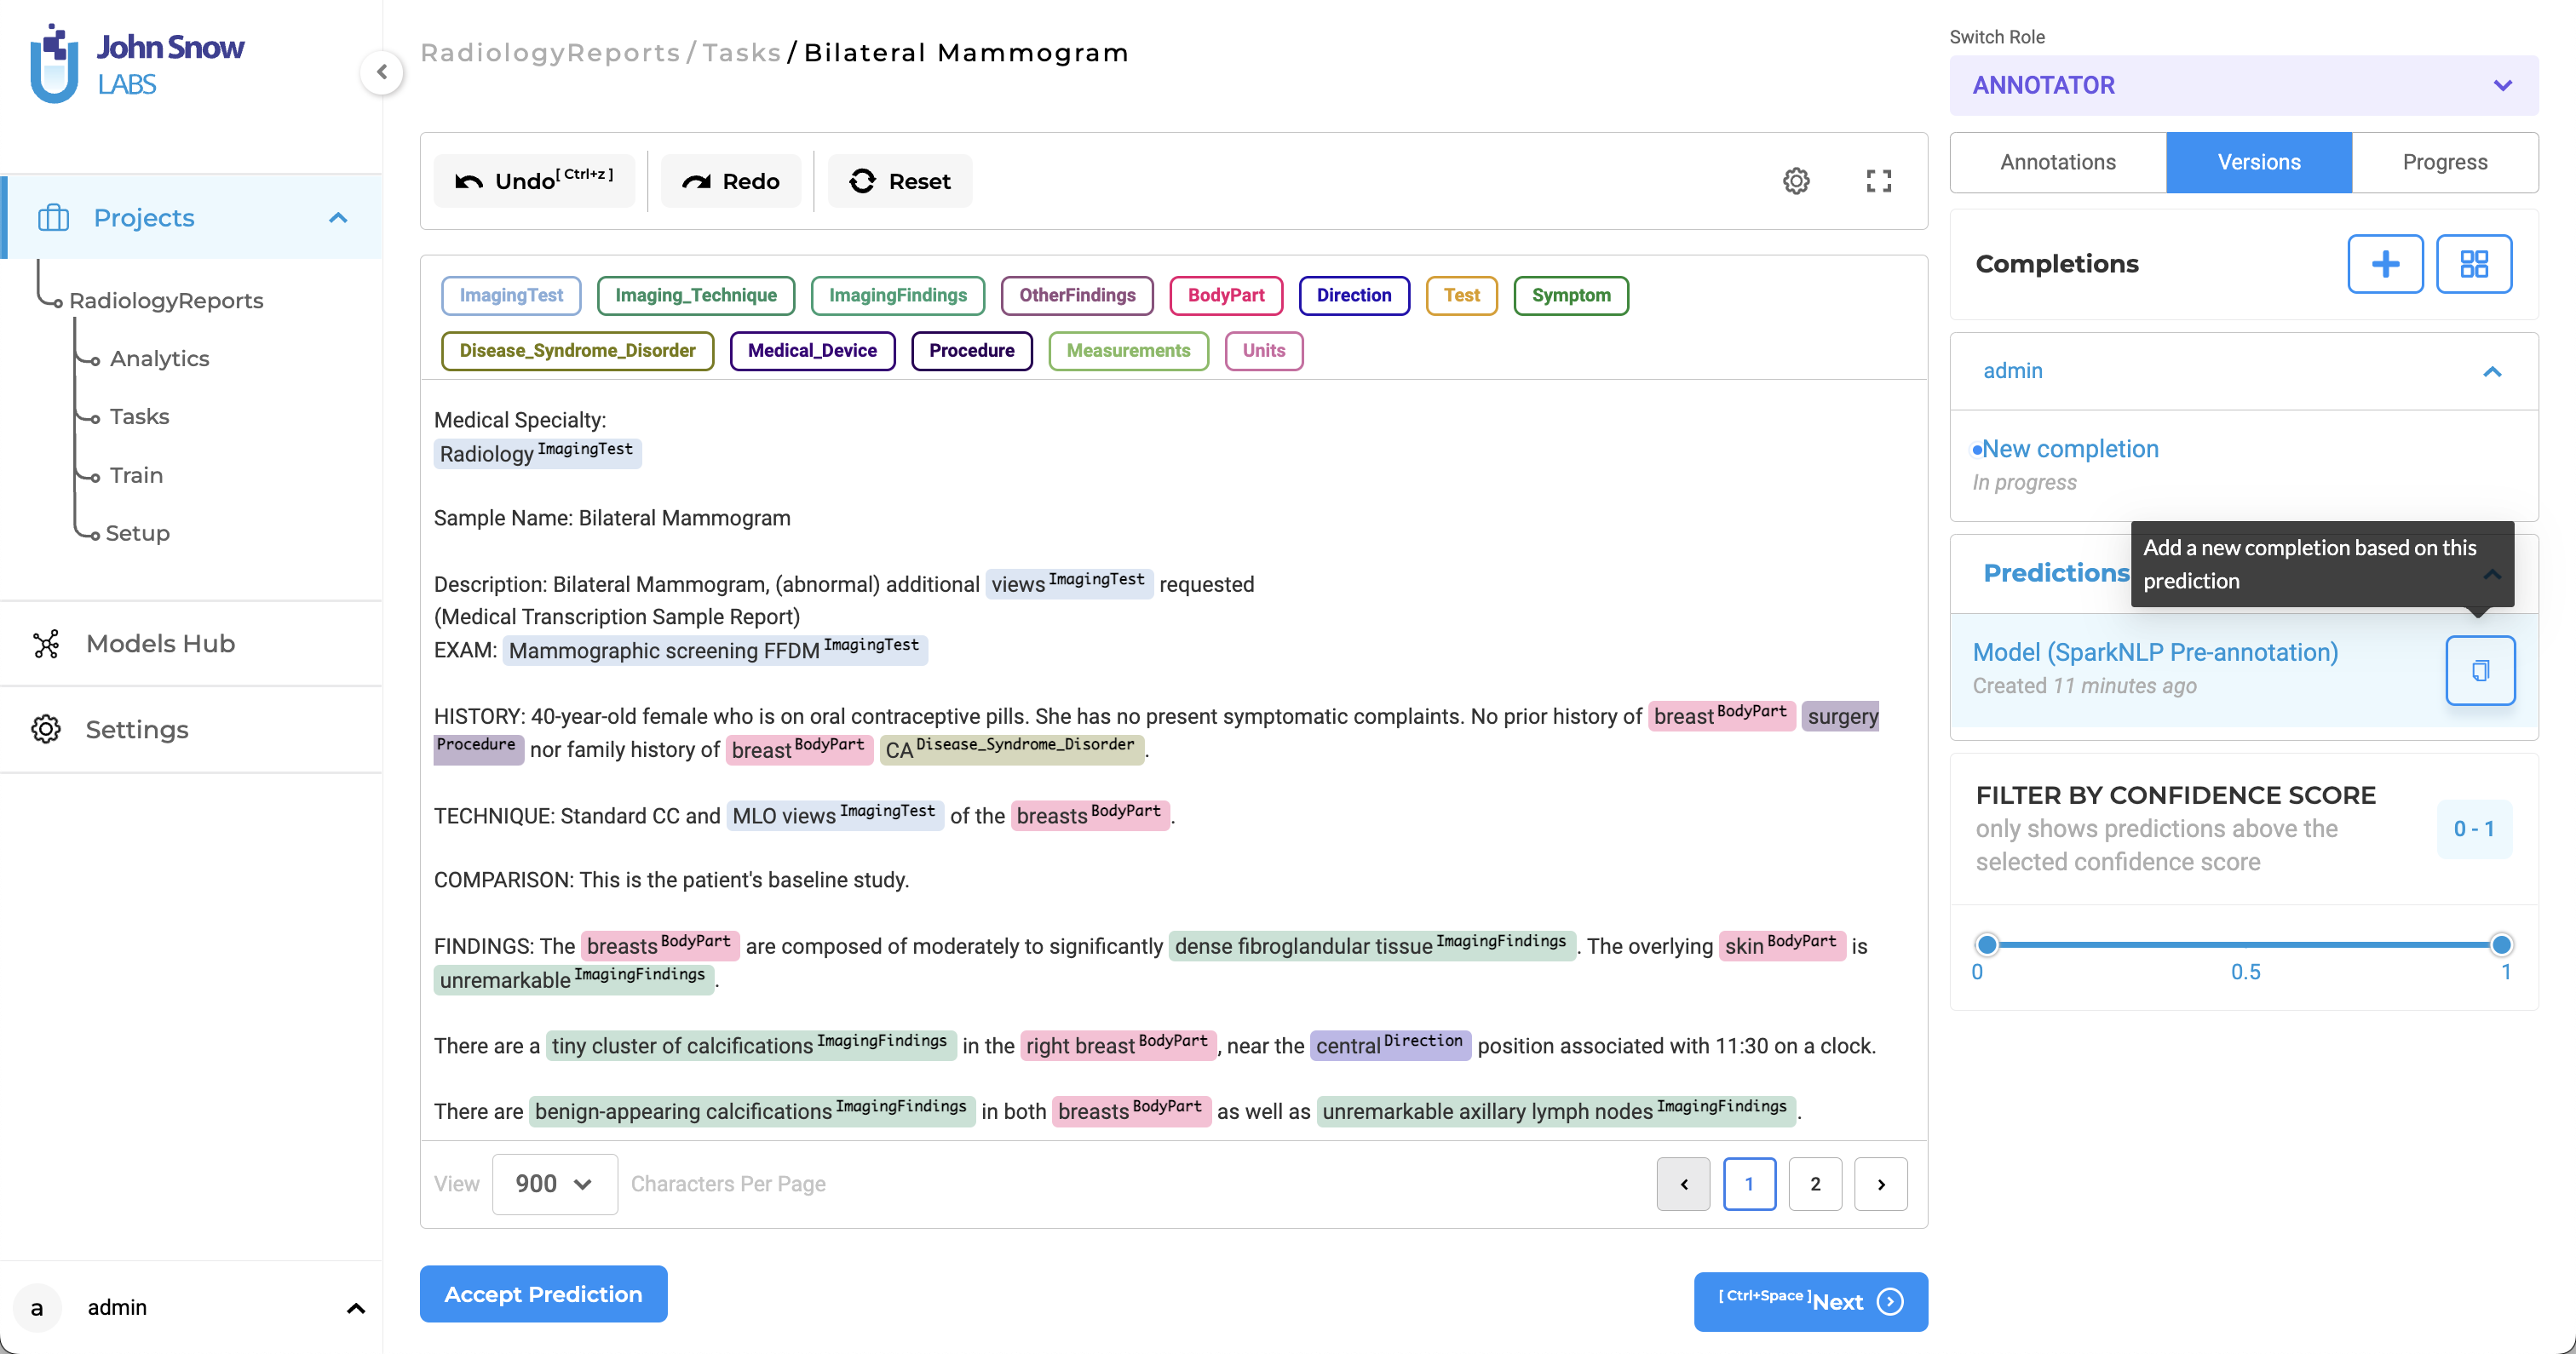 John Snow
LABS
Projects
RadiologyReports
Analytics
Tasks
Train
Setup
Models Hub
Settings
a admin
RadiologyReports / Tasks / Bilateral Mammogram
Undo [ Ctrl+z ] Redo Reset
ImagingTest Imaging_Technique ImagingFindings OtherFindings BodyPart Direction Test Symptom
Disease_Syndrome_Disorder Medical_Device Procedure Measurements Units
Medical Specialty:
Radiology ImagingTest
Sample Name: Bilateral Mammogram
Description: Bilateral Mammogram, (abnormal) additional views ImagingTest requested
(Medical Transcription Sample Report)
EXAM: Mammographic screening FFDM ImagingTest
HISTORY: 40-year-old female who is on oral contraceptive pills. She has no present symptomatic complaints. No prior history of breast BodyPart surgery
Procedure nor family history of breast BodyPart CA Disease_Syndrome_Disorder .
TECHNIQUE: Standard CC and MLO views ImagingTest of the breasts BodyPart .
COMPARISON: This is the patient's baseline study.
FINDINGS: The breasts BodyPart are composed of moderately to significantly dense fibroglandular tissue ImagingFindings . The overlying skin BodyPart is
unremarkable ImagingFindings .
There are a tiny cluster of calcifications ImagingFindings in the right breast BodyPart , near the central Direction position associated with 11:30 on a clock.
There are benign-appearing calcifications ImagingFindings in both breasts BodyPart as well as unremarkable axillary lymph nodes ImagingFindings .
View 900 Characters Per Page
1 2
Accept Prediction
[ Ctrl+Space ] Next
Switch Role
ANNOTATOR
Annotations Versions Progress
Completions
admin
New completion
In progress
Add a new completion based on this
prediction
Predictions
Model (SparkNLP Pre-annotation)
Created 11 minutes ago
FILTER BY CONFIDENCE SCORE
only shows predictions above the
selected confidence score
0 - 1
0 0.5 1